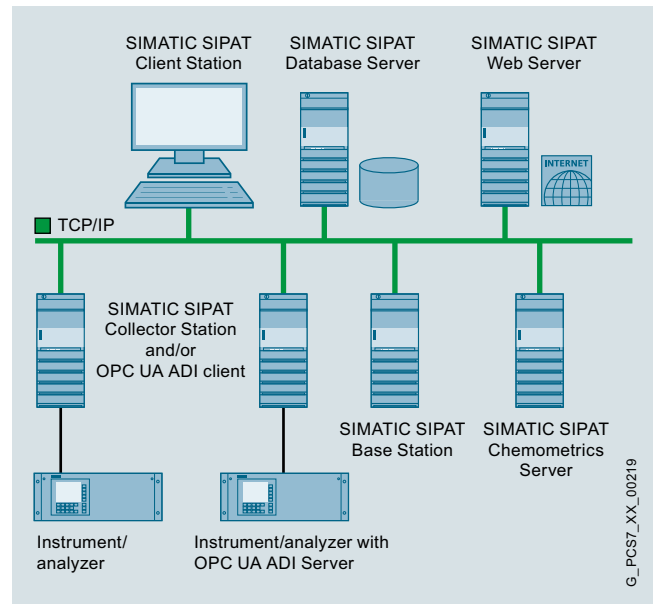 SIMATIC SIPAT
Client Station
SIMATIC SIPAT
Database Server
SIMATIC SIPAT
Web Server
INTERNET
TCP/IP
SIMATIC SIPAT
Collector Station
and/or
OPC UA ADI client
SIMATIC SIPAT
Base Station
SIMATIC SIPAT
Chemometrics
Server
Instrument/
analyzer
Instrument/analyzer with
OPC UA ADI Server
G_PCS7_XX_00219